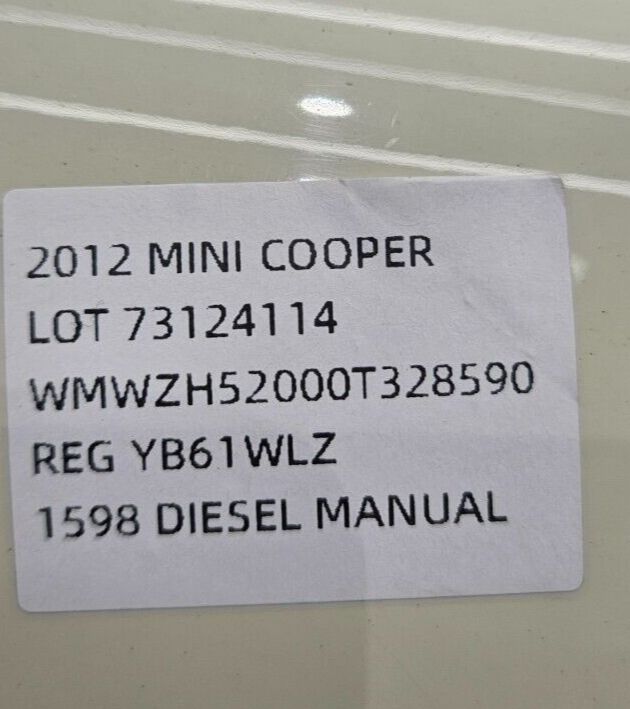 2012 MINI COOPER
LOT 73124114
WMWZH52000T328590
REG YB61WLZ
1598 DIESEL MANUAL